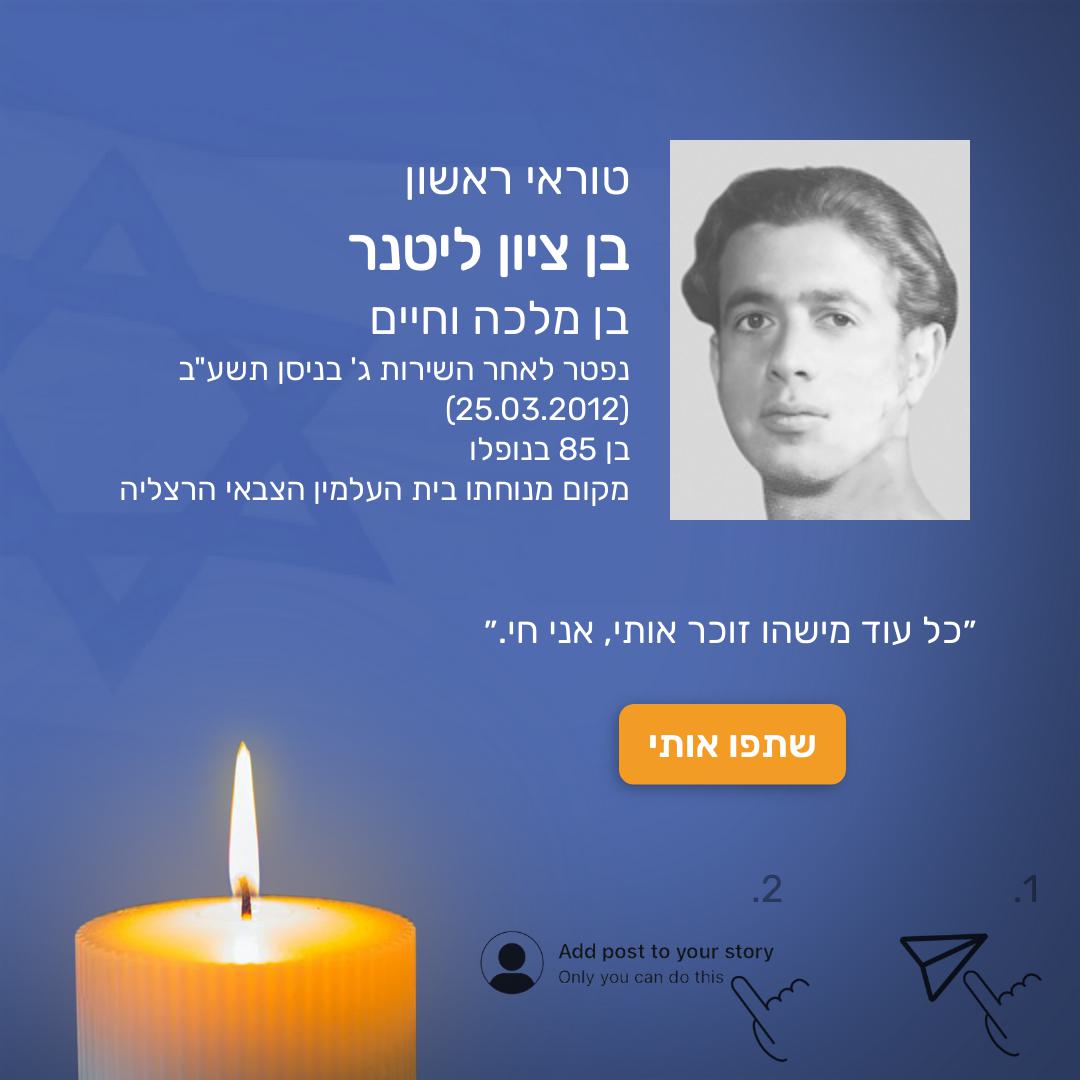 טוראי ראשון
בן ציון ליטנר
בן מלכה וחיים
נפטר לאחר השירות ג' בניסן תשע"ב
(25.03.2012)
בן 85 בנופלו
מקום מנוחתו בית העלמין הצבאי הרצליה
״כל עוד מישהו זוכר אותי, אני חי.״
שתפו אותי
1.
2.
Add post to your story
Only you can do this